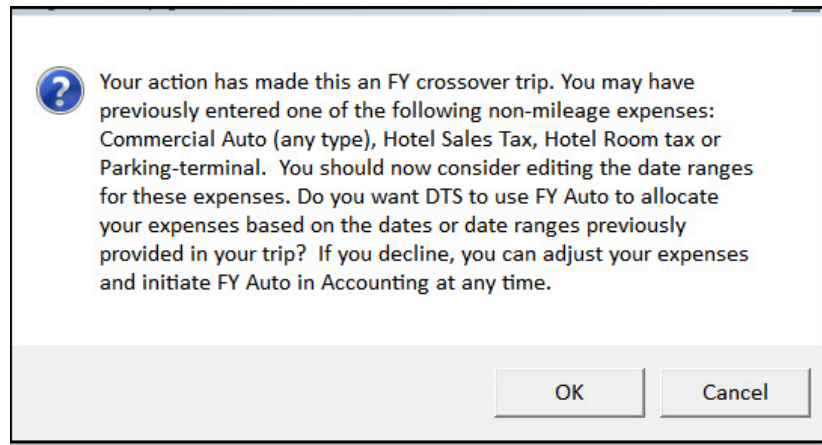 Your action has made this an FY crossover trip. You may have
previously entered one of the following non-mileage expenses:
Commercial Auto (any type), Hotel Sales Tax, Hotel Room tax or
Parking-terminal. You should now consider editing the date ranges
for these expenses. Do you want DTS to use FY Auto to allocate
your expenses based on the dates or date ranges previously
provided in your trip? If you decline, you can adjust your expenses
and initiate FY Auto in Accounting at any time.
OK Cancel